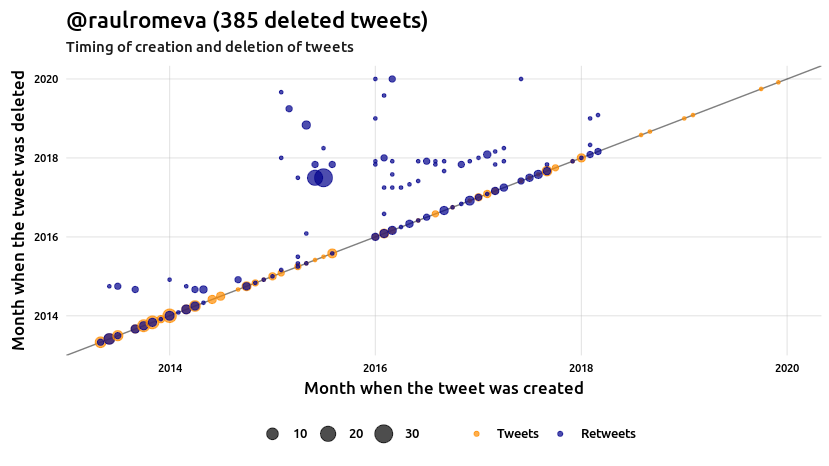 @raulromeva (385 deleted tweets)
Timing of creation and deletion of tweets
Month when the tweet was deleted
2020
2018
2016
2014
2014 2016 2018 2020
Month when the tweet was created
10 20 30 Tweets Retweets